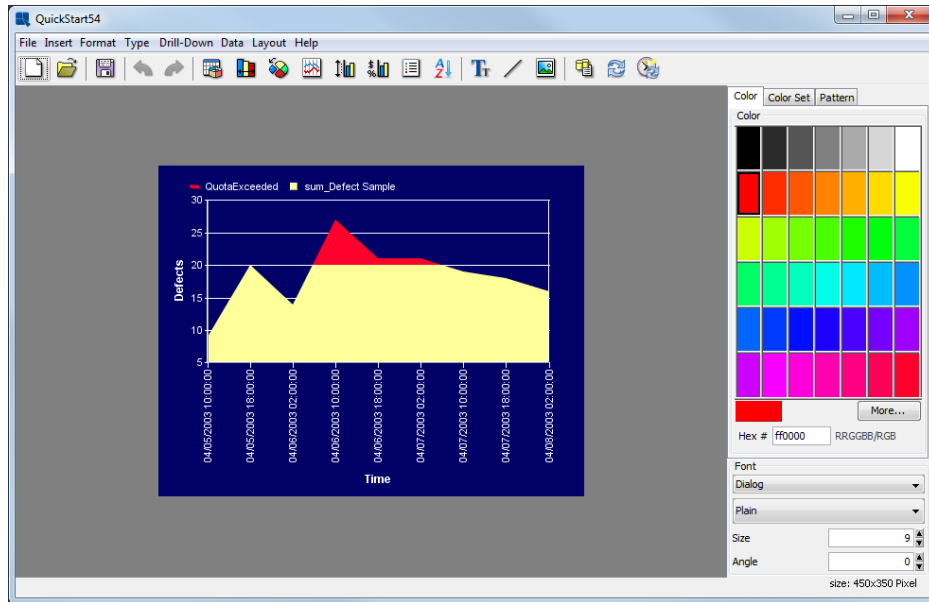 QuickStart54
File Insert Format Type Drill-Down Data Layout Help
Color Color Set Pattern
Color
QuotaExceeded sum_Defect Sample
30
25
20
15
10
5
Defects
04/05/2003 10:00:00
04/05/2003 18:00:00
04/06/2003 02:00:00
04/06/2003 10:00:00
04/06/2003 18:00:00
04/07/2003 02:00:00
04/07/2003 10:00:00
04/07/2003 18:00:00
04/08/2003 02:00:00
Time
More...
Hex # ff0000 RRGGBB/RGB
Font
Dialog
Plain
Size 9
Angle 0
size: 450x350 Pixel